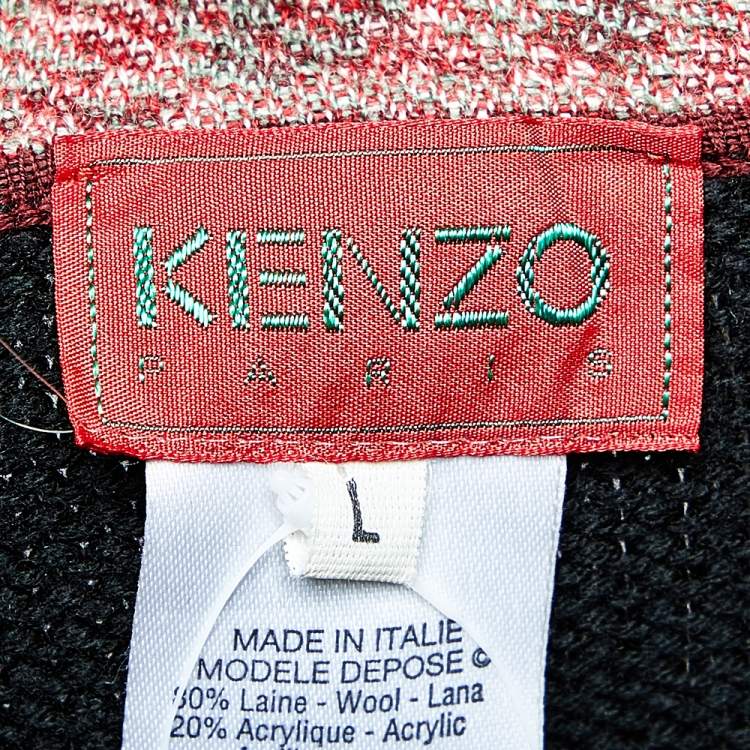 KENZO
PARIS
L
MADE IN ITALIE
MODELE DEPOSE ©
80% Laine - Wool - Lana
20% Acrylique - Acrylic